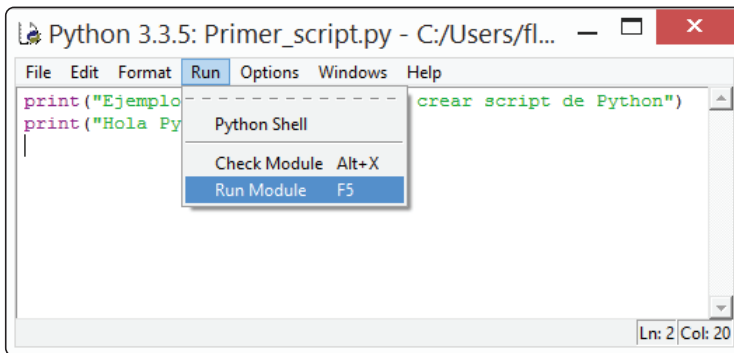 Python 3.3.5: Primer_script.py - C:/Users/fl...
File Edit Format Run Options Windows Help
print("Ejemplo crear script de Python")
print("Hola Py
Python Shell
Check Module Alt+X
Run Module F5
Ln: 2 Col: 20